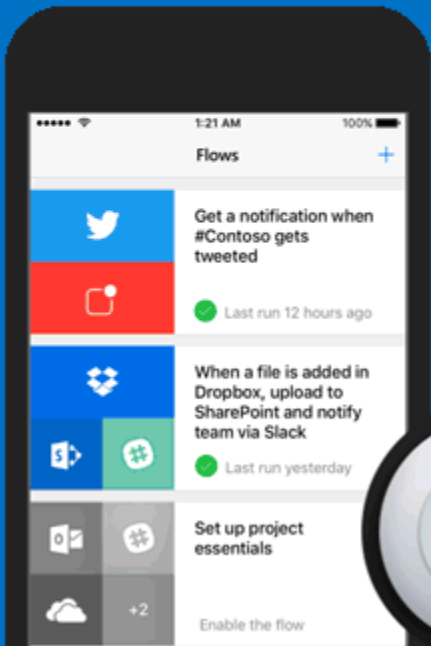 1:21 AM
100%
Flows
+
Get a notification when
#Contoso gets
tweeted
Last run 12 hours ago
When a file is added in
Dropbox, upload to
SharePoint and notify
team via Slack
Last run yesterday
Set up project
essentials
+2
Enable the flow